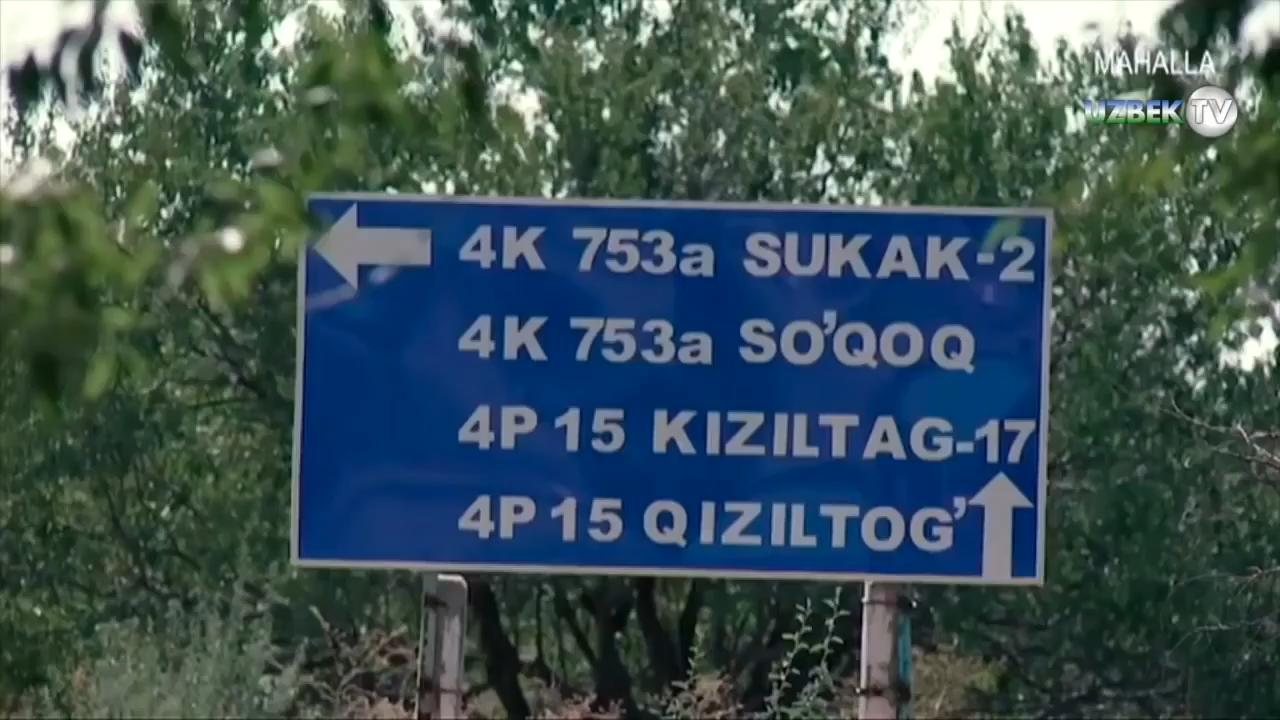 MAHALLA
UZBEK TV
4K 753a SUKAK-2
4K 753a SO'QOQ
4P 15 KIZILTAG-17
4P 15 QIZILTOG'